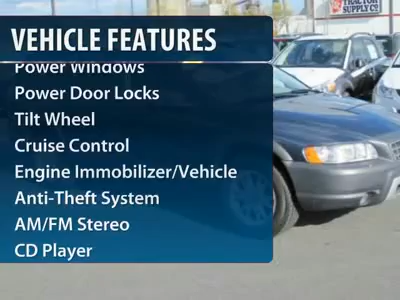 VEHICLE FEATURES
TRACTOR
SUPPLY CO
Power Windows
Power Door Locks
Tilt Wheel
Cruise Control
Engine Immobilizer/Vehicle
Anti-Theft System
AM/FM Stereo
CD Player